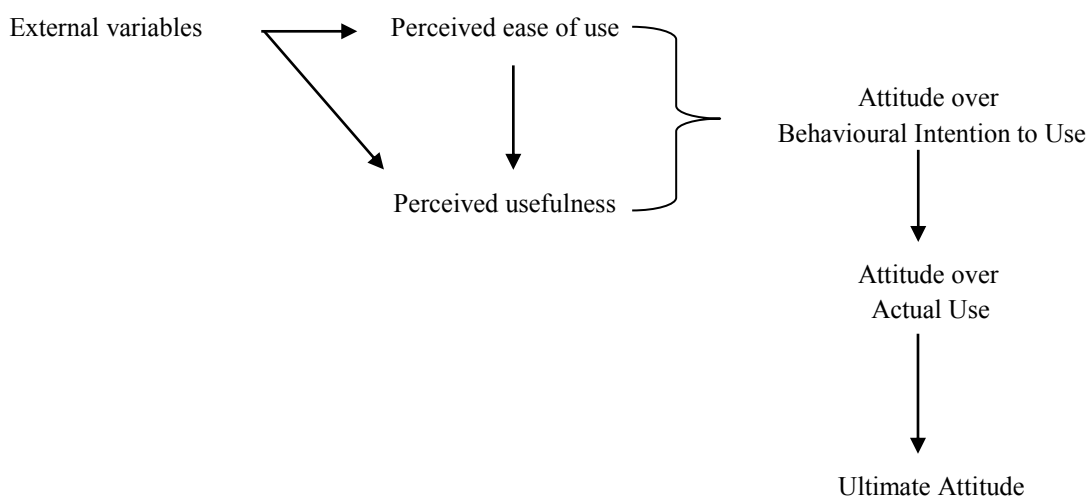 External variables
Perceived ease of use
Perceived usefulness
Attitude over
Behavioural Intention to Use
Attitude over
Actual Use
Ultimate Attitude